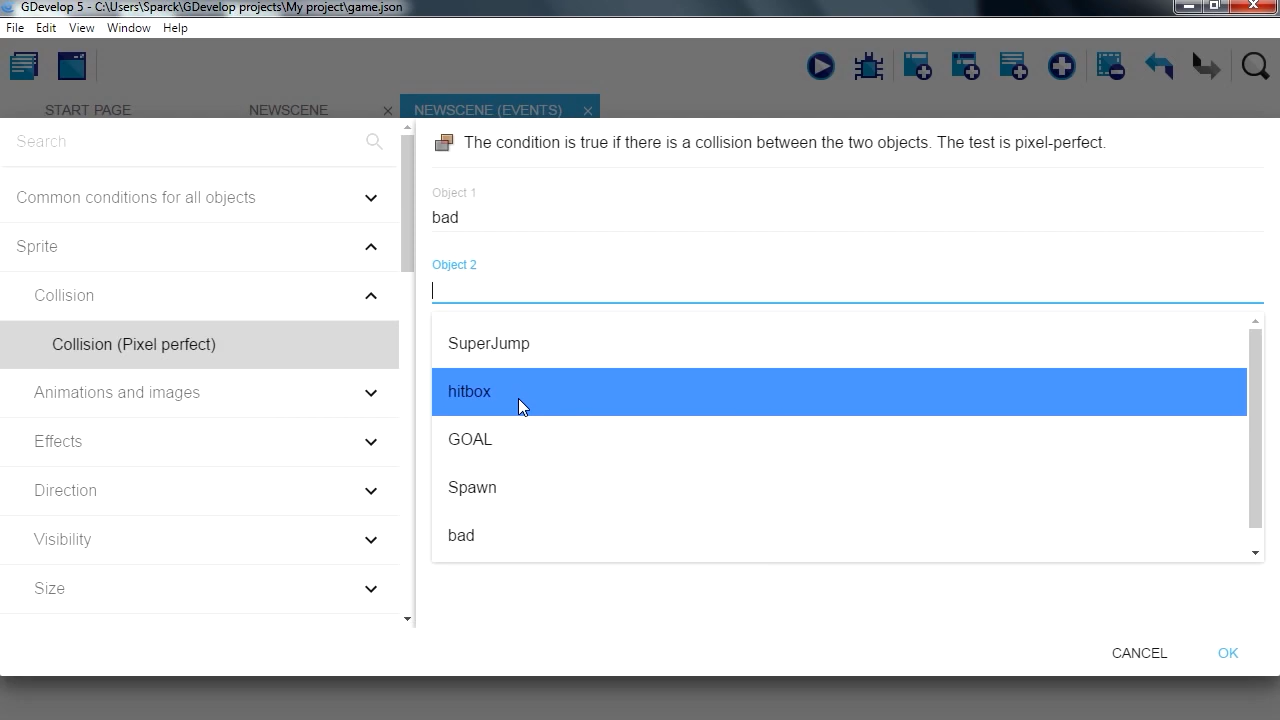 GDevelop 5 - C:\Users\Sparck\GDevelop projects\My project\game.json
File Edit View Window Help
START PAGE NEWSCENE NEWSCENE (EVENTS)
Search
Common conditions for all objects
Sprite
Collision
Collision (Pixel perfect)
Animations and images
Effects
Direction
Visibility
Size
The condition is true if there is a collision between the two objects. The test is pixel-perfect.
Object 1
bad
Object 2
SuperJump
hitbox
GOAL
Spawn
bad
CANCEL OK